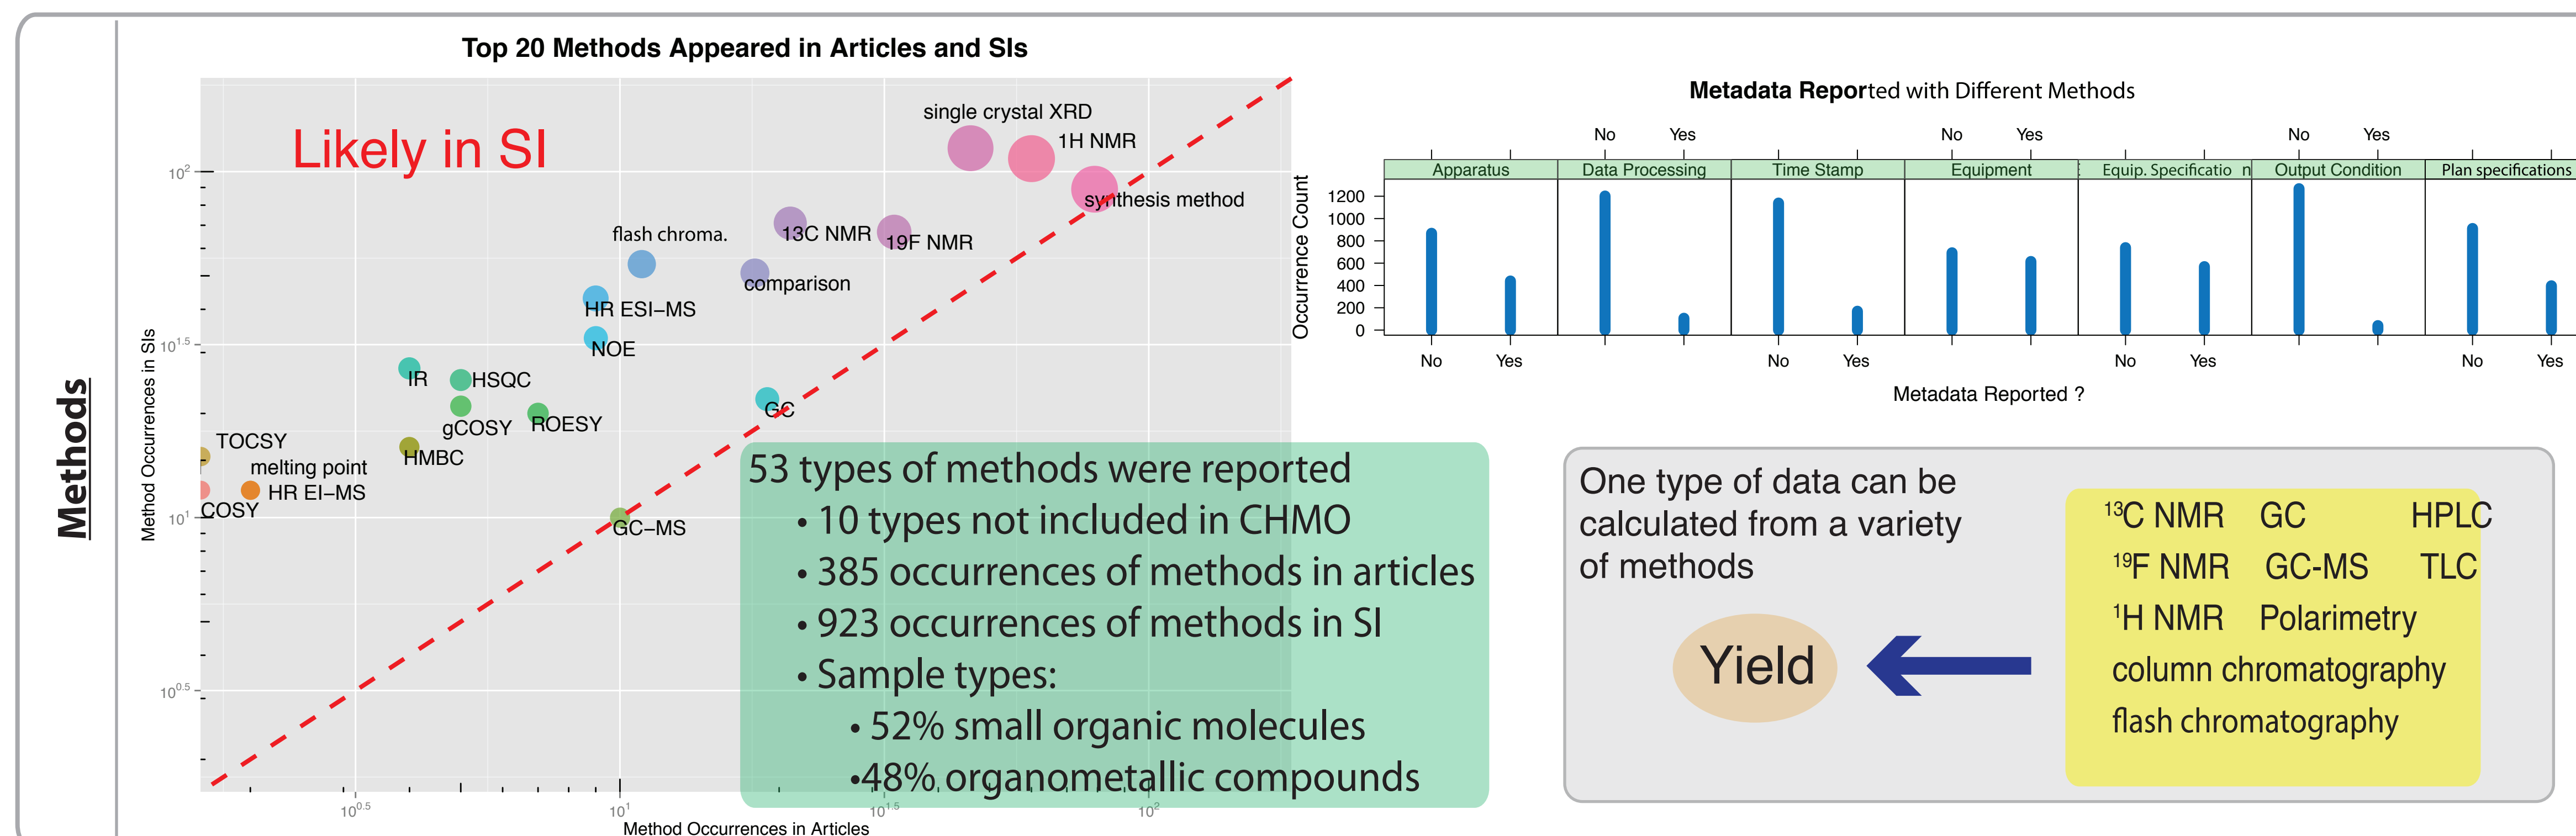 Methods
Top 20 Methods Appeared in Articles and SIs
Likely in SI
single crystal XRD
1H NMR
synthesis method
13C NMR
19F NMR
flash chroma.
comparison
HR ESI−MS
NOE
IR
HSQC
gCOSY
ROESY
GC
TOCSY
HMBC
melting point
HR EI−MS
COSY
GC−MS
Method Occurrences in SIs
10^2
10^1.5
10^1
10^0.5
10^0.5
10^1
10^1.5
10^2
Method Occurrences in Articles
53 types of methods were reported
• 10 types not included in CHMO
• 385 occurrences of methods in articles
• 923 occurrences of methods in SI
• Sample types:
• 52% small organic molecules
•48% organometallic compounds
Metadata Reported with Different Methods
No Yes No Yes No Yes
Apparatus Data Processing Time Stamp Equipment Equip. Specificatio n Output Condition Plan specifications
Occurrence Count
1200
1000
800
600
400
200
0
No Yes No Yes No Yes No Yes
Metadata Reported ?
One type of data can be
calculated from a variety
of methods
Yield
13C NMR GC HPLC
19F NMR GC-MS TLC
1H NMR Polarimetry
column chromatography
flash chromatography